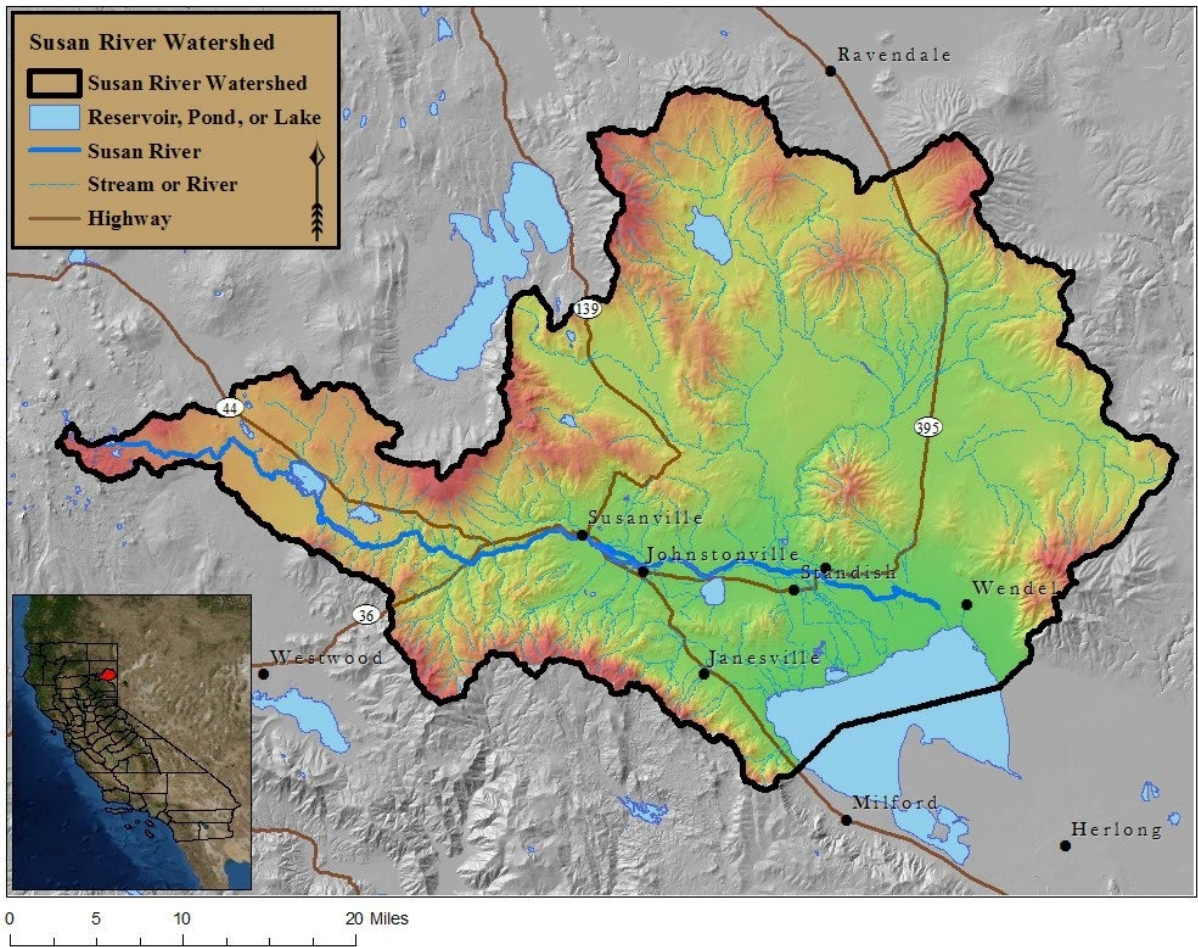 Susan River Watershed
Susan River Watershed
Reservoir, Pond, or Lake
Susan River
Stream or River
Highway
Ravendale
139
44
395
Susanville
Johnstonville
Standish
Wendel
36
Westwood
Janesville
Milford
Herlong
0 5 10 20 Miles